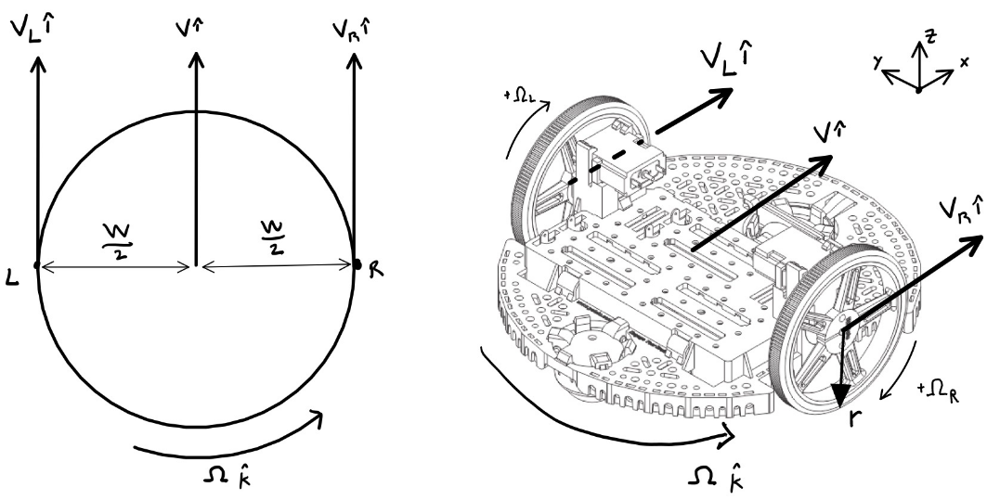 V_L î
V î
V_R î
W/2
W/2
L
R
Ω k̂
+Ω_L
V_L î
V î
V_R î
z
y
x
+Ω_R
r
Ω k̂